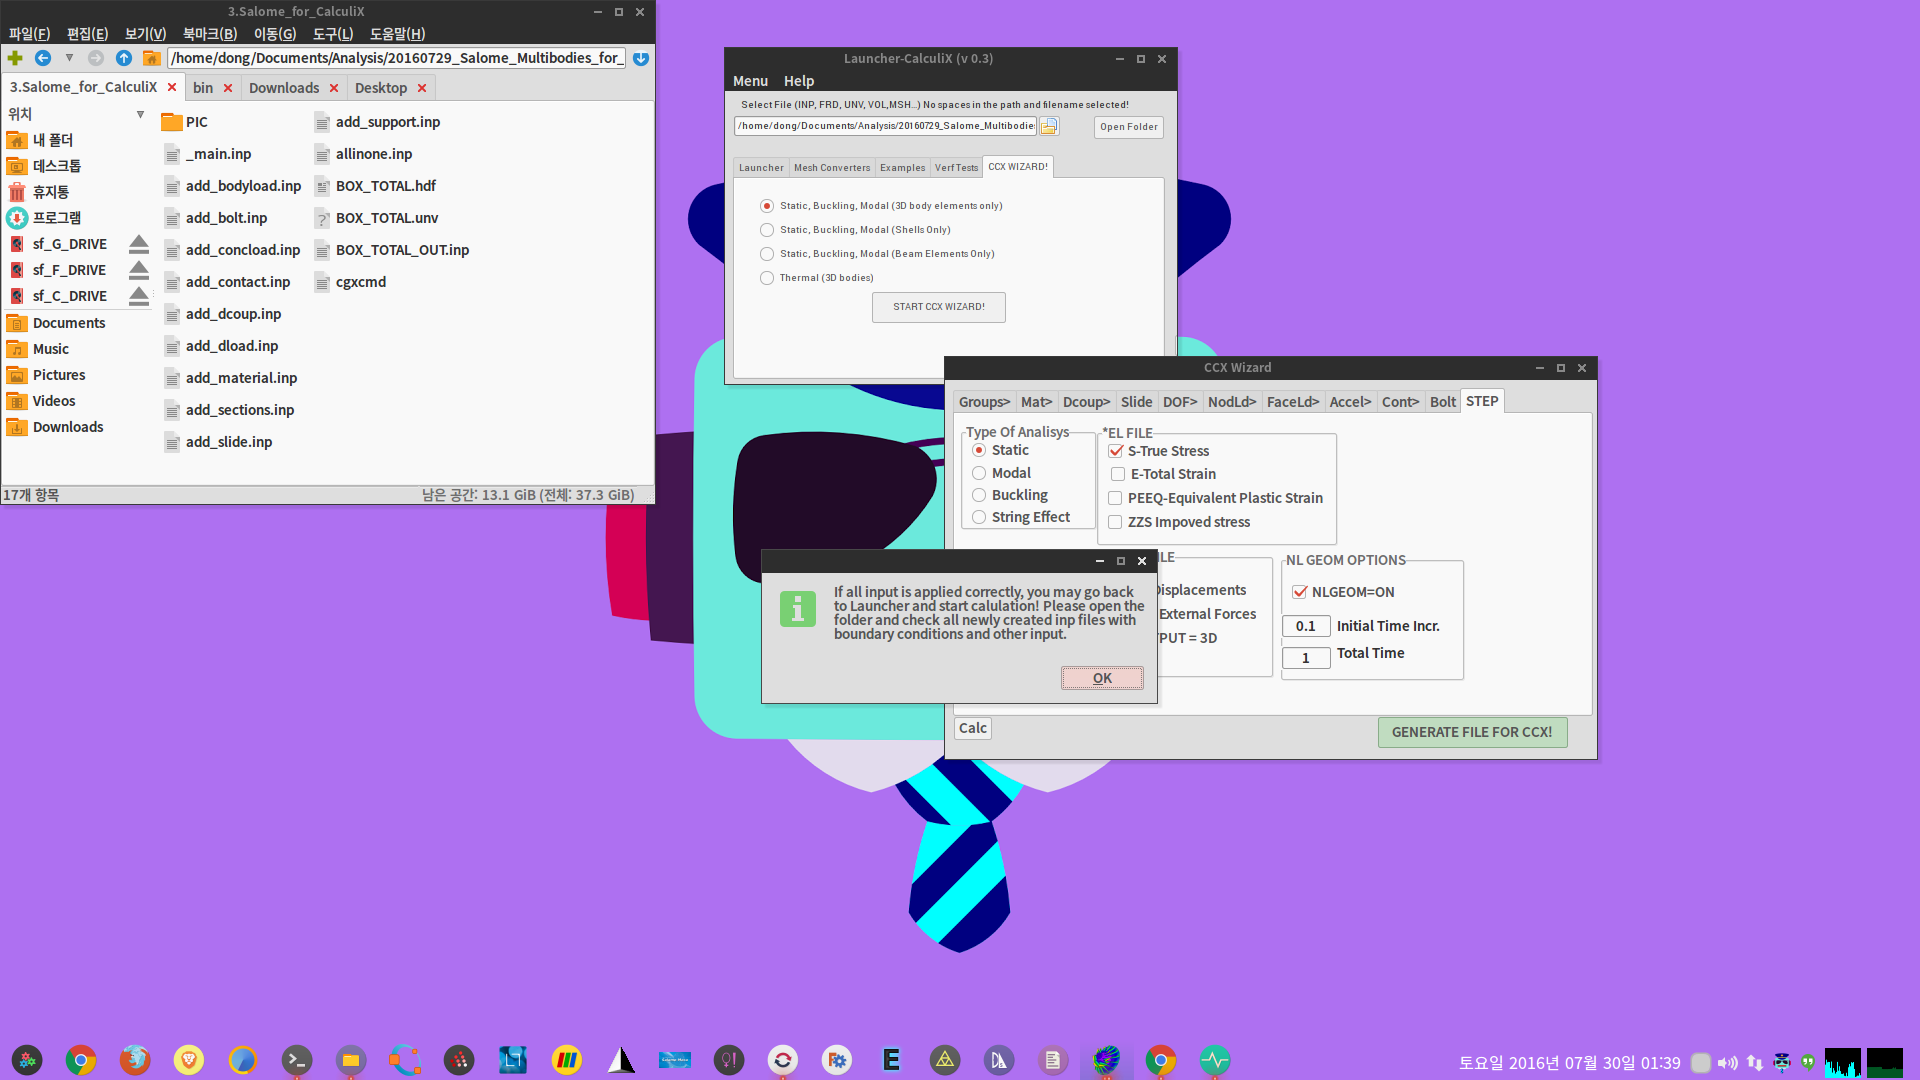 3.Salome_for_CalculiX
파일(F) 편집(E) 보기(V) 북마크(B) 이동(G) 도구(L) 도움말(H)
/home/dong/Documents/Analysis/20160729_Salome_Multibodies_for_
3.Salome_for_CalculiX bin Downloads Desktop
위치
내 폴더
데스크톱
휴지통
프로그램
sf_G_DRIVE
sf_F_DRIVE
sf_C_DRIVE
Documents
Music
Pictures
Videos
Downloads
PIC
_main.inp
add_bodyload.inp
add_bolt.inp
add_concload.inp
add_contact.inp
add_dcoup.inp
add_dload.inp
add_material.inp
add_sections.inp
add_slide.inp
add_support.inp
allinone.inp
BOX_TOTAL.hdf
BOX_TOTAL.unv
BOX_TOTAL_OUT.inp
cgxcmd
17개 항목
남은 공간: 13.1 GiB (전체: 37.3 GiB)
Launcher-CalculiX (v 0.3)
Menu Help
Select File (INP, FRD, UNV, VOL,MSH...) No spaces in the path and filename selected!
/home/dong/Documents/Analysis/20160729_Salome_Multibodie
Open Folder
Launcher Mesh Converters Examples Verf Tests CCX WIZARD!
Static, Buckling, Modal (3D body elements only)
Static, Buckling, Modal (Shells Only)
Static, Buckling, Modal (Beam Elements Only)
Thermal (3D bodies)
START CCX WIZARD!
CCX Wizard
Groups> Mat> Dcoup> Slide DOF> NodLd> FaceLd> Accel> Cont> Bolt STEP
Type Of Analisys
Static
Modal
Buckling
String Effect
*EL FILE
S-True Stress
E-Total Strain
PEEQ-Equivalent Plastic Strain
ZZS Impoved stress
ILE
Displacements
External Forces
PUT = 3D
NL GEOM OPTIONS
NLGEOM=ON
0.1 Initial Time Incr.
1 Total Time
Calc
GENERATE FILE FOR CCX!
If all input is applied correctly, you may go back
to Launcher and start calulation! Please open the
folder and check all newly created inp files with
boundary conditions and other input.
OK
토요일 2016년 07월 30일 01:39